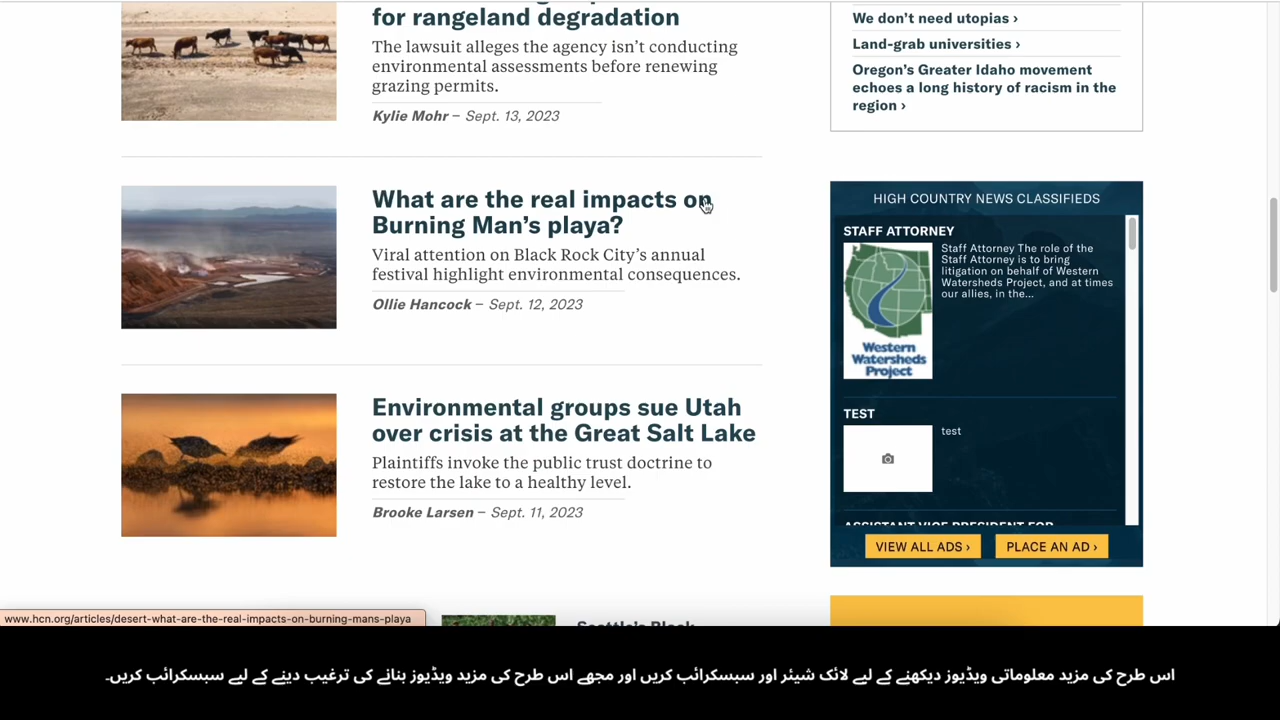 for rangeland degradation
The lawsuit alleges the agency isn’t conducting
environmental assessments before renewing
grazing permits.
Kylie Mohr – Sept. 13, 2023
What are the real impacts on
Burning Man’s playa?
Viral attention on Black Rock City’s annual
festival highlight environmental consequences.
Ollie Hancock – Sept. 12, 2023
Environmental groups sue Utah
over crisis at the Great Salt Lake
Plaintiffs invoke the public trust doctrine to
restore the lake to a healthy level.
Brooke Larsen – Sept. 11, 2023
We don’t need utopias ›
Land-grab universities ›
Oregon’s Greater Idaho movement
echoes a long history of racism in the
region ›
HIGH COUNTRY NEWS CLASSIFIEDS
STAFF ATTORNEY
Staff Attorney The role of the
Staff Attorney is to bring
litigation on behalf of Western
Watersheds Project, and at times
our allies, in the...
Western
Watersheds
Project
TEST
test
ASSISTANT VICE PRESIDENT FOR
VIEW ALL ADS ›
PLACE AN AD ›
Seattle’s Black
www.hcn.org/articles/desert-what-are-the-real-impacts-on-burning-mans-playa
اس طرح کی مزید معلوماتی ویڈیوز دیکھنے کے لیے لائک شیئر اور سبسکرائب کریں اور مجھے اس طرح کی مزید ویڈیوز بنانے کی ترغیب دینے کے لیے سبسکرائب کریں۔